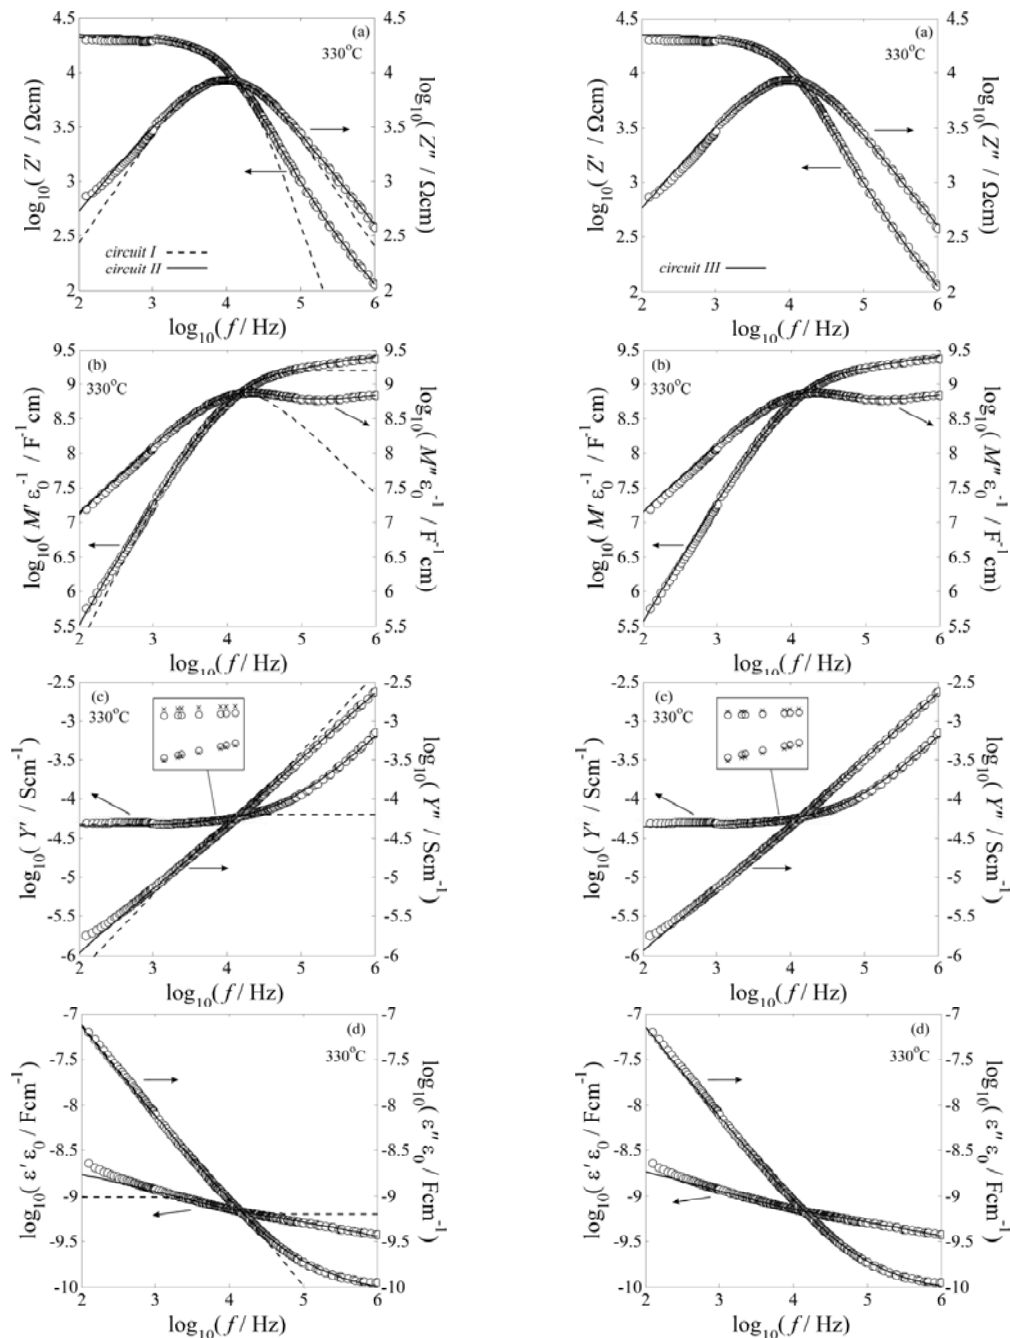 (a)
330°C
log₁₀(Z′ / Ωcm)
log₁₀(Z″ / Ωcm)
circuit I
circuit II
4.5
4
3.5
3
2.5
2
4.5
4
3.5
3
2.5
2
2 3 4 5 6
log₁₀(f / Hz)
(a)
330°C
log₁₀(Z′ / Ωcm)
log₁₀(Z″ / Ωcm)
circuit III
4.5
4
3.5
3
2.5
2
4.5
4
3.5
3
2.5
2
2 3 4 5 6
log₁₀(f / Hz)
(b)
330°C
log₁₀(M′ ε₀⁻¹ / F⁻¹cm)
log₁₀(M″ ε₀⁻¹ / F⁻¹cm)
9.5
9
8.5
8
7.5
7
6.5
6
5.5
9.5
9
8.5
8
7.5
7
6.5
6
5.5
2 3 4 5 6
log₁₀(f / Hz)
(b)
330°C
log₁₀(M′ ε₀⁻¹ / F⁻¹cm)
log₁₀(M″ ε₀⁻¹ / F⁻¹cm)
9.5
9
8.5
8
7.5
7
6.5
6
5.5
9.5
9
8.5
8
7.5
7
6.5
6
5.5
2 3 4 5 6
log₁₀(f / Hz)
(c)
330°C
log₁₀(Y′ / Scm⁻¹)
log₁₀(Y″ / Scm⁻¹)
-2.5
-3
-3.5
-4
-4.5
-5
-5.5
-6
-2.5
-3
-3.5
-4
-4.5
-5
-5.5
-6
2 3 4 5 6
log₁₀(f / Hz)
(c)
330°C
log₁₀(Y′ / Scm⁻¹)
log₁₀(Y″ / Scm⁻¹)
-2.5
-3
-3.5
-4
-4.5
-5
-5.5
-6
-2.5
-3
-3.5
-4
-4.5
-5
-5.5
-6
2 3 4 5 6
log₁₀(f / Hz)
(d)
330°C
log₁₀(ε′ ε₀ / Fcm⁻¹)
log₁₀(ε″ ε₀ / Fcm⁻¹)
-7
-7.5
-8
-8.5
-9
-9.5
-10
-7
-7.5
-8
-8.5
-9
-9.5
-10
2 3 4 5 6
log₁₀(f / Hz)
(d)
330°C
log₁₀(ε′ ε₀ / Fcm⁻¹)
log₁₀(ε″ ε₀ / Fcm⁻¹)
-7
-7.5
-8
-8.5
-9
-9.5
-10
-7
-7.5
-8
-8.5
-9
-9.5
-10
2 3 4 5 6
log₁₀(f / Hz)